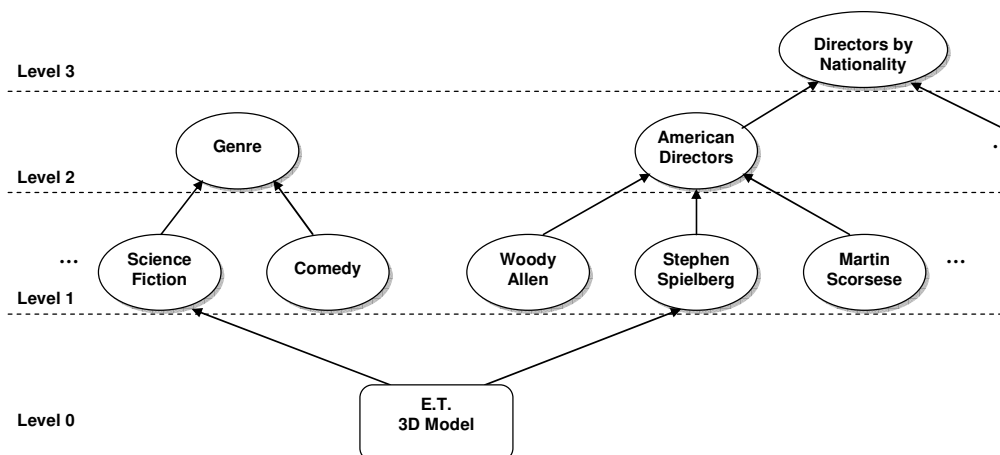 Directors by
Nationality
Level 3
Genre
American
Directors
.
Level 2
...
Science
Fiction
Comedy
Woody
Allen
Stephen
Spielberg
Martin
Scorsese
...
Level 1
E.T.
3D Model
Level 0